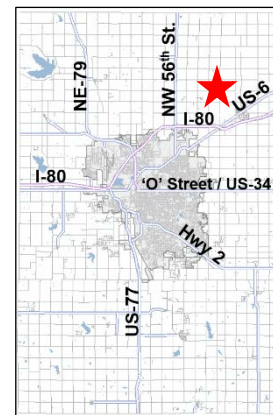 NE-79
NW 56th St.
US-6
I-80
I-80
'O' Street / US-34
Hwy 2
US-77